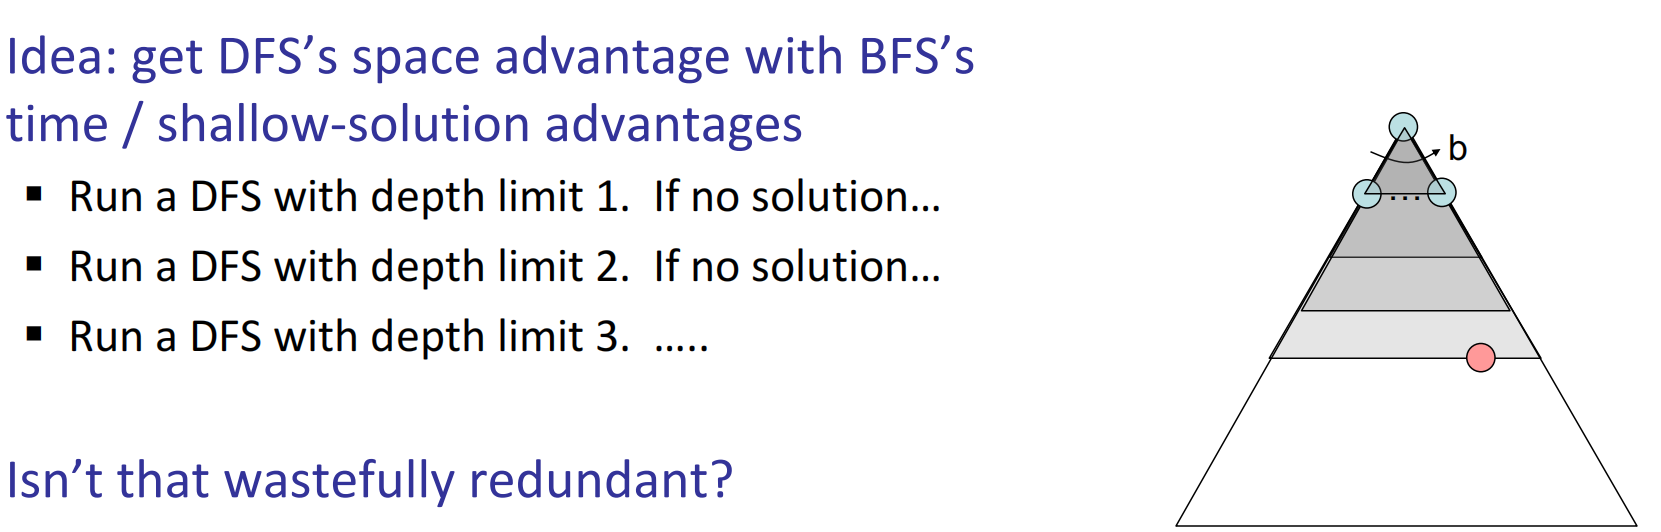 Idea: get DFS’s space advantage with BFS’s
time / shallow-solution advantages
▪ Run a DFS with depth limit 1.  If no solution…
▪ Run a DFS with depth limit 2.  If no solution…
▪ Run a DFS with depth limit 3.  …..
Isn’t that wastefully redundant?
b
…